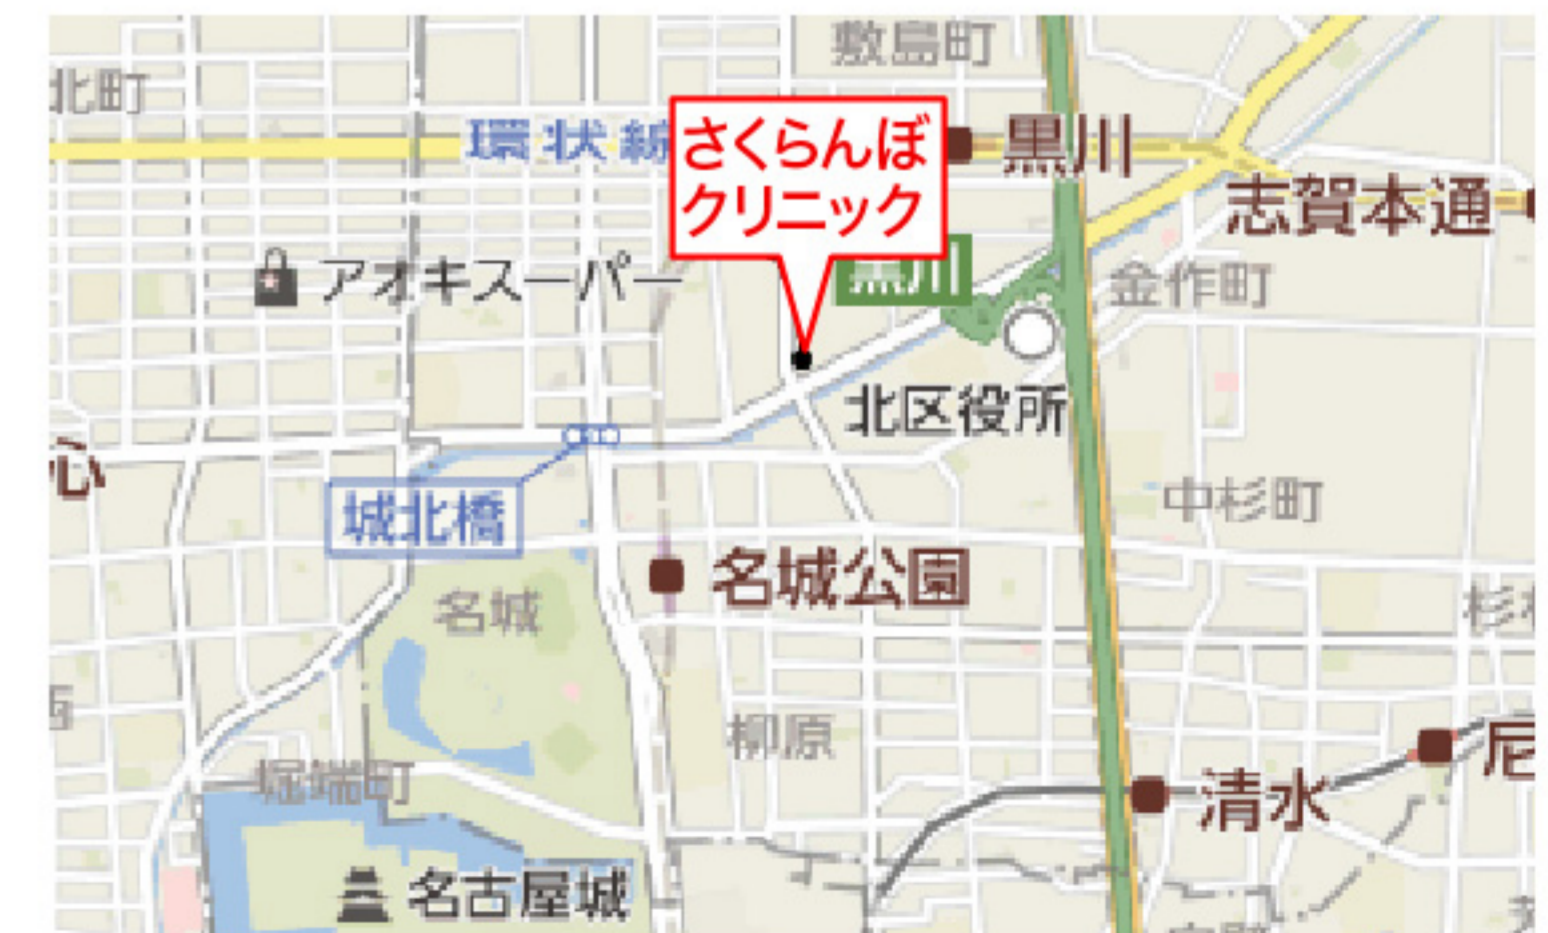 敷島町
北町
環状線
さくらんぼ
クリニック
黒川
志賀本通
アオキスーパー
黒川
金作町
北区役所
心
城北橋
中杉町
名城公園
名城
柳原
堀端町
清水
尼
名古屋城